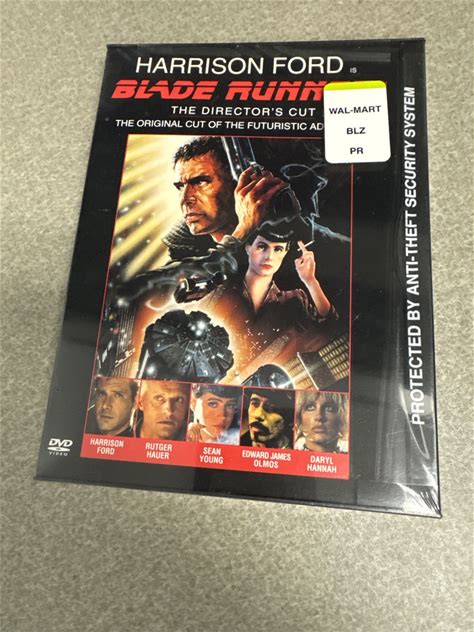 HARRISON FORD IS
BLADE RUNN
THE DIRECTOR'S CUT
THE ORIGINAL CUT OF THE FUTURISTIC AD
WAL-MART
BLZ
PR
PROTECTED BY ANTI-THEFT SECURITY SYSTEM
DVD
VIDEO
HARRISON
FORD
RUTGER
HAUER
SEAN
YOUNG
EDWARD JAMES
OLMOS
DARYL
HANNAH